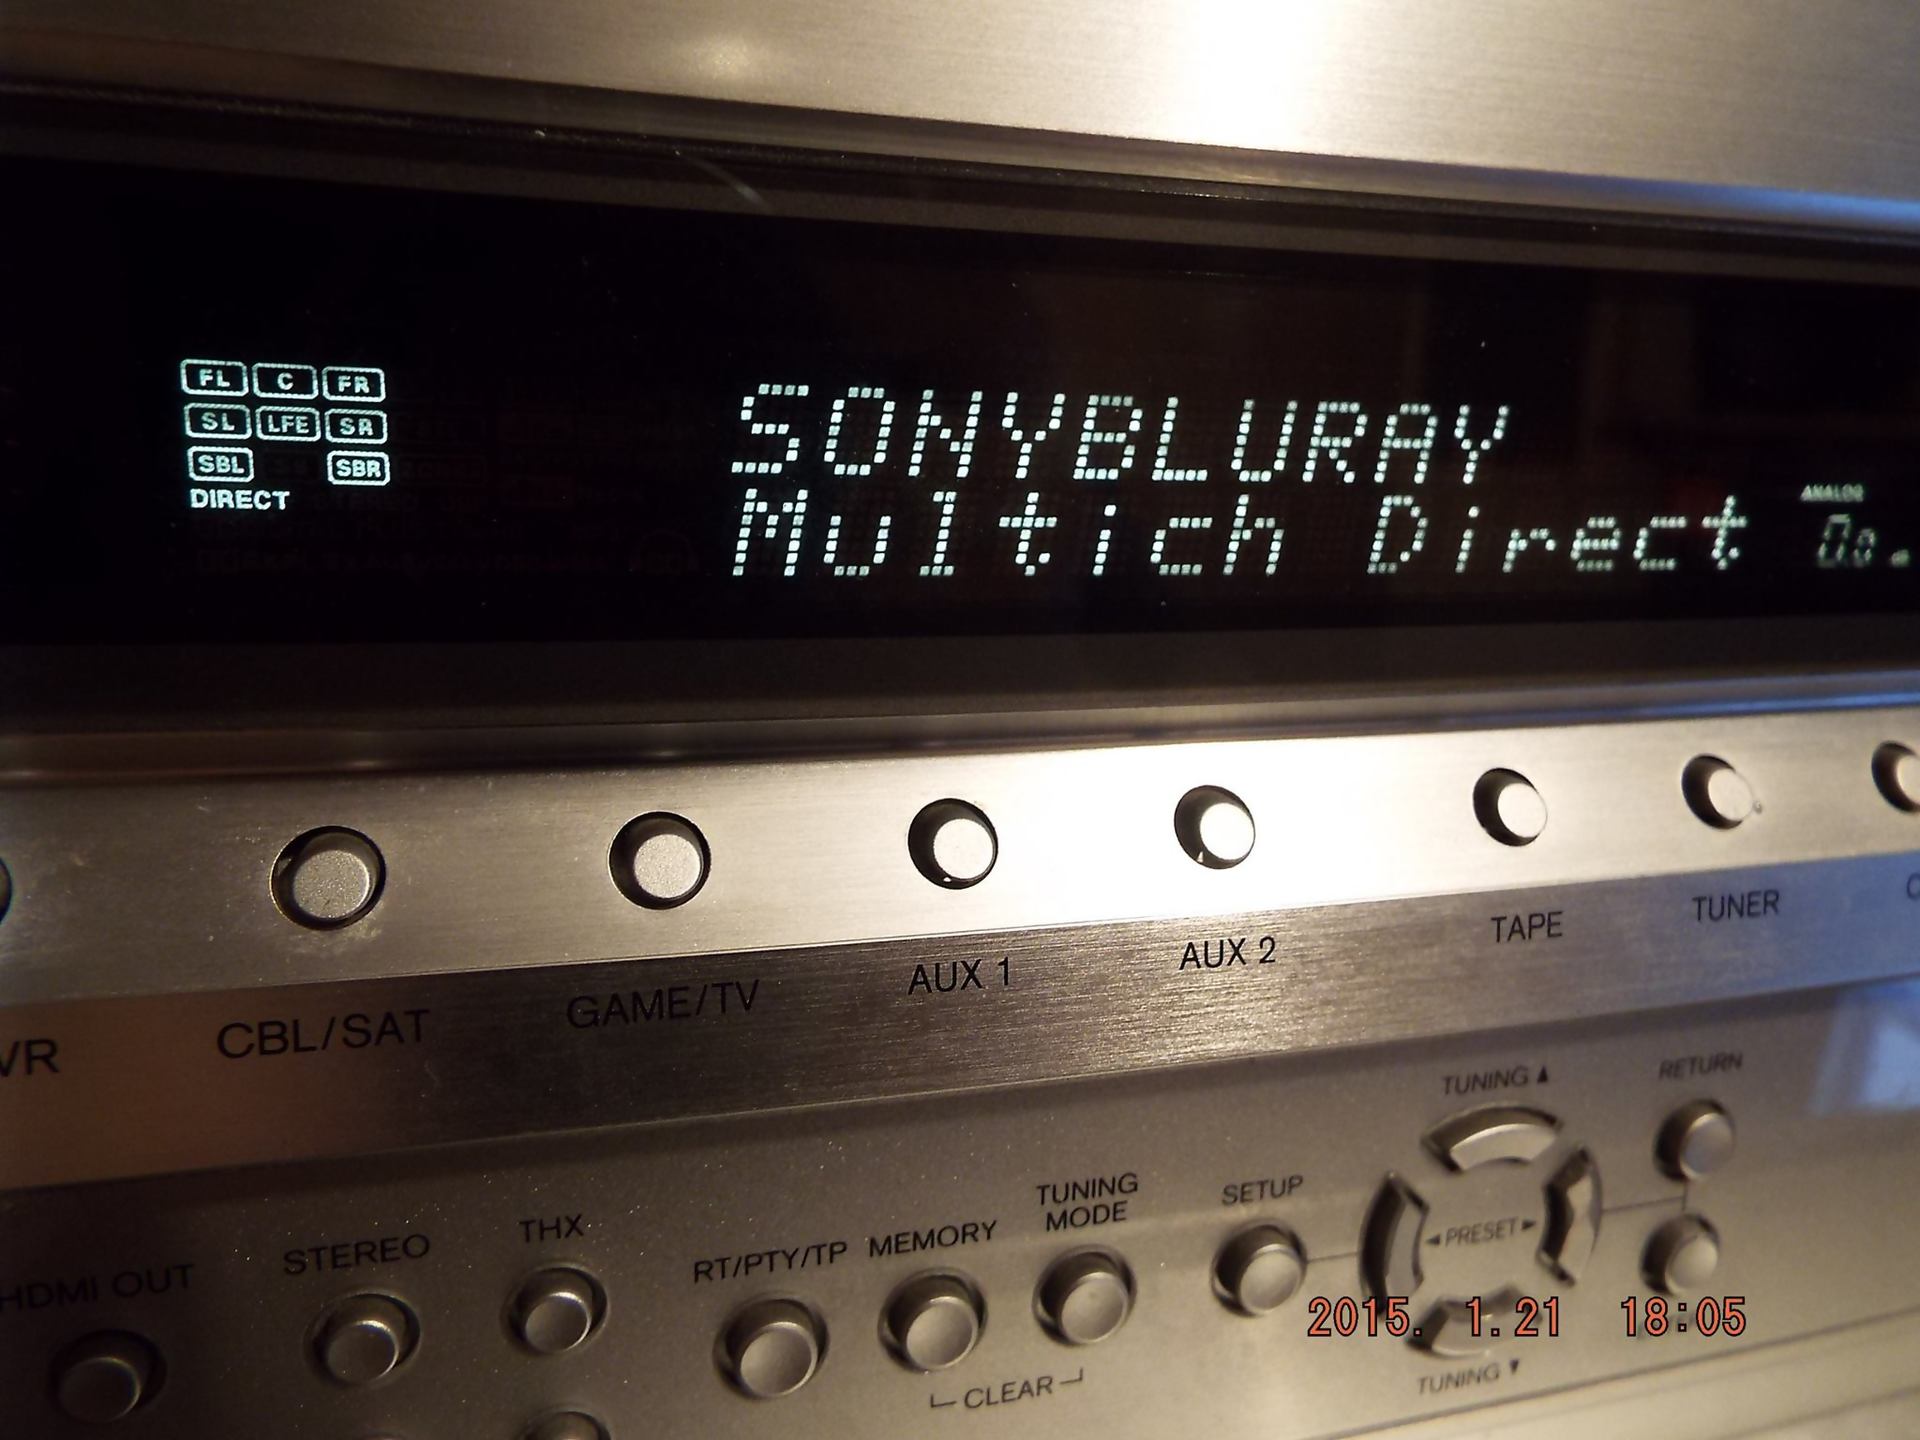 FL C FR
SL LFE SR
SBL SBR
DIRECT
SONYBLURAY
Multich Direct
ANALOG
VR
CBL/SAT
GAME/TV
AUX 1
AUX 2
TAPE
TUNER
HDMI OUT
STEREO
THX
RT/PTY/TP
MEMORY
TUNING
MODE
CLEAR
SETUP
TUNING ▲
◄PRESET►
TUNING ▼
RETURN
2015. 1.21 18:05